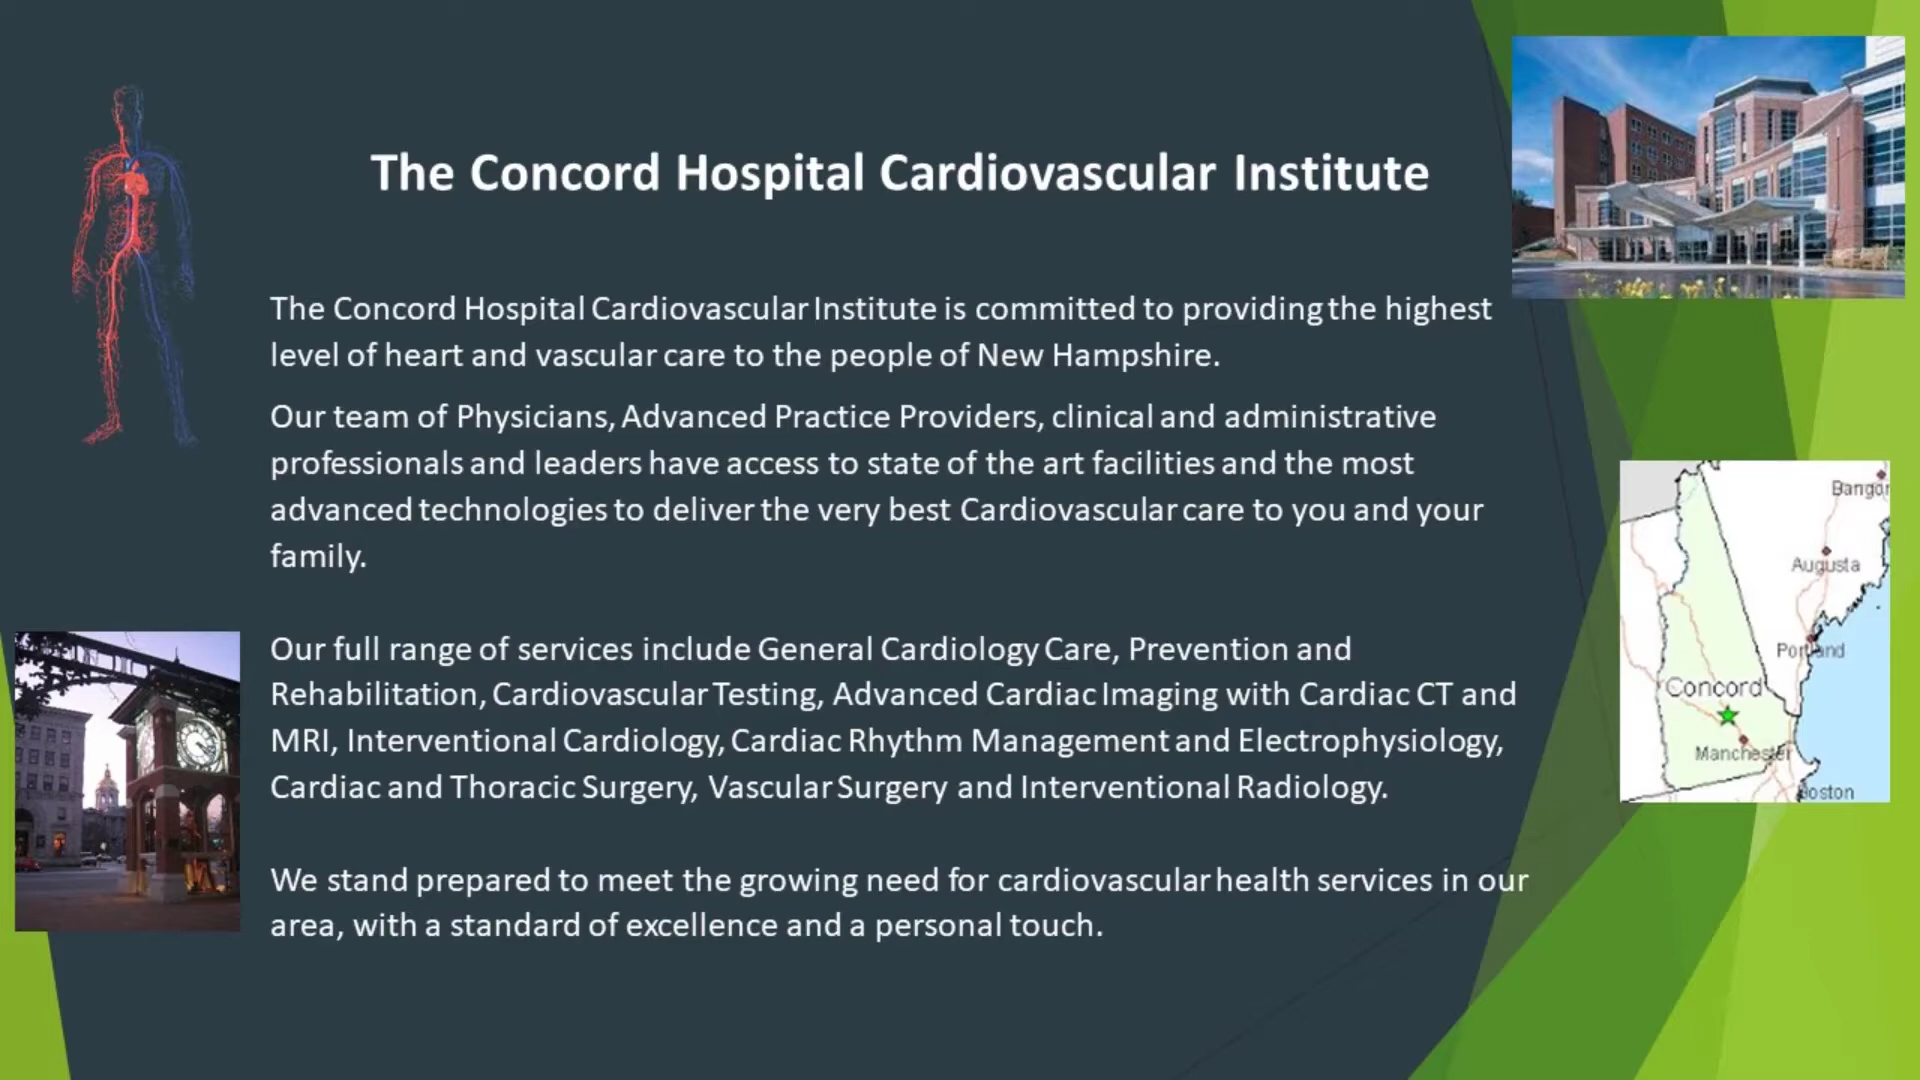 The Concord Hospital Cardiovascular Institute
The Concord Hospital Cardiovascular Institute is committed to providing the highest
level of heart and vascular care to the people of New Hampshire.
Our team of Physicians, Advanced Practice Providers, clinical and administrative
professionals and leaders have access to state of the art facilities and the most
advanced technologies to deliver the very best Cardiovascular care to you and your
family.
Our full range of services include General Cardiology Care, Prevention and
Rehabilitation, Cardiovascular Testing, Advanced Cardiac Imaging with Cardiac CT and
MRI, Interventional Cardiology, Cardiac Rhythm Management and Electrophysiology,
Cardiac and Thoracic Surgery, Vascular Surgery and Interventional Radiology.
We stand prepared to meet the growing need for cardiovascular health services in our
area, with a standard of excellence and a personal touch.
Bangor
Augusta
Portland
Concord
Manchester
Boston